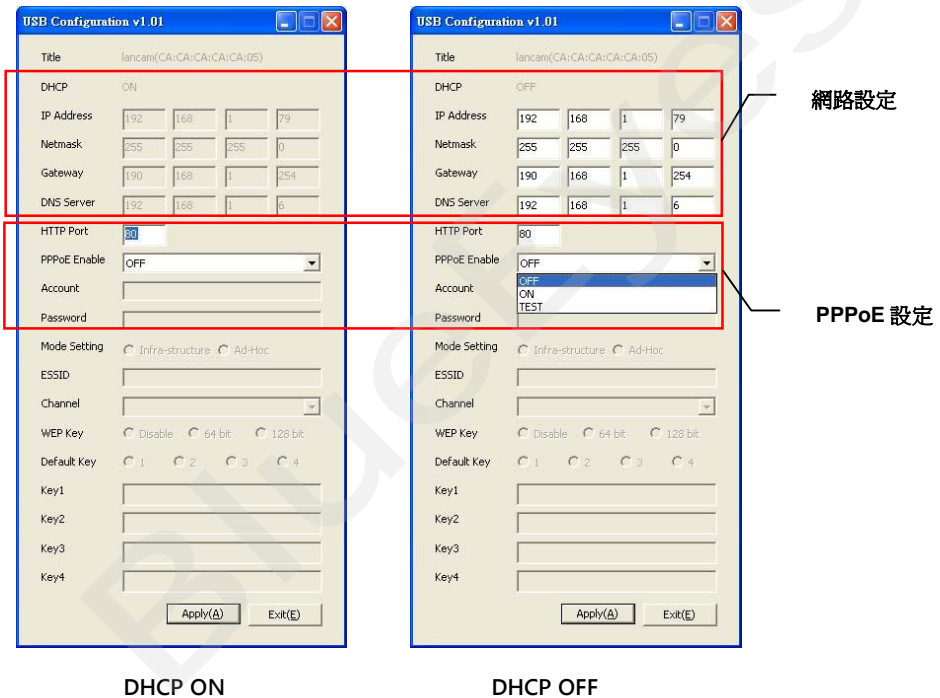 USB Configuration v1.01
Title lancam(CA:CA:CA:CA:CA:05)
DHCP ON
IP Address 192 168 1 79
Netmask 255 255 255 0
Gateway 190 168 1 254
DNS Server 192 168 1 6
HTTP Port 80
PPPoE Enable OFF
Account
Password
Mode Setting Infra-structure Ad-Hoc
ESSID
Channel
WEP Key Disable 64 bit 128 bit
Default Key 1 2 3 4
Key1
Key2
Key3
Key4
Apply(A) Exit(E)
DHCP ON
USB Configuration v1.01
Title lancam(CA:CA:CA:CA:CA:05)
DHCP OFF
IP Address 192 168 1 79
Netmask 255 255 255 0
Gateway 190 168 1 254
DNS Server 192 168 1 6
HTTP Port 80
PPPoE Enable OFF
OFF
Account
ON
TEST
Password
Mode Setting Infra-structure Ad-Hoc
ESSID
Channel
WEP Key Disable 64 bit 128 bit
Default Key 1 2 3 4
Key1
Key2
Key3
Key4
Apply(A) Exit(E)
DHCP OFF
網路設定
PPPoE 設定
BlueEyes